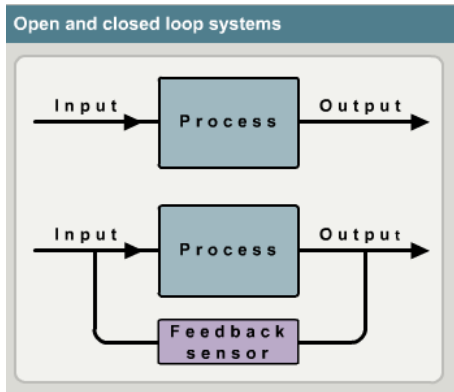 Open and closed loop systems
Input
Process
Output
Input
Process
Output
Feedback
sensor